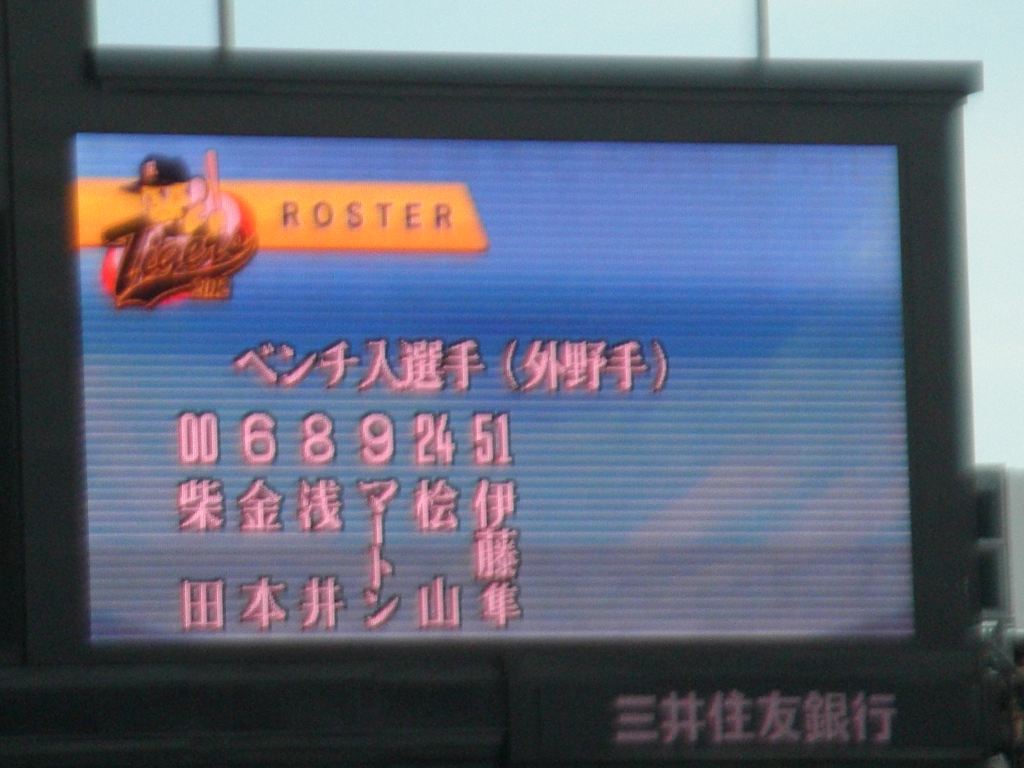 ROSTER
Tigers
ベンチ入選手(外野手)
00 6 8 9 24 51
柴田
金本
浅井
マートン
桧山
伊藤隼
三井住友銀行